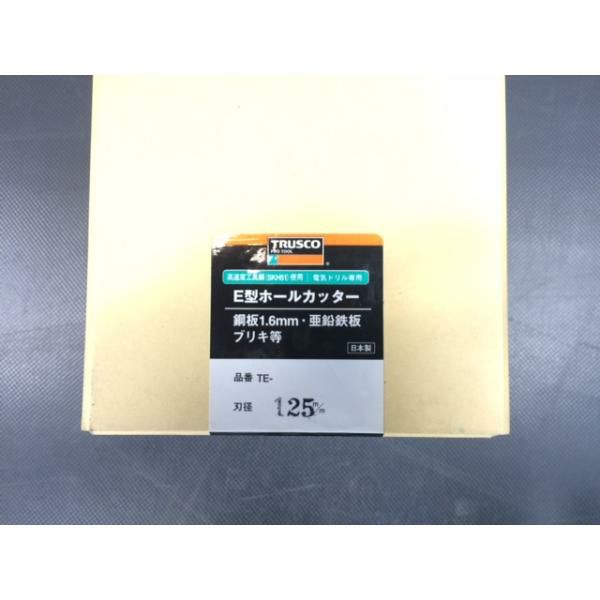 TRUSCO
PRO TOOL
®
高速度工具鋼(SKH51)使用 電気ドリル専用
E型ホールカッター
鋼板1.6mm・亜鉛鉄板
ブリキ等
日本製
品番 TE-
刃径 125m/m